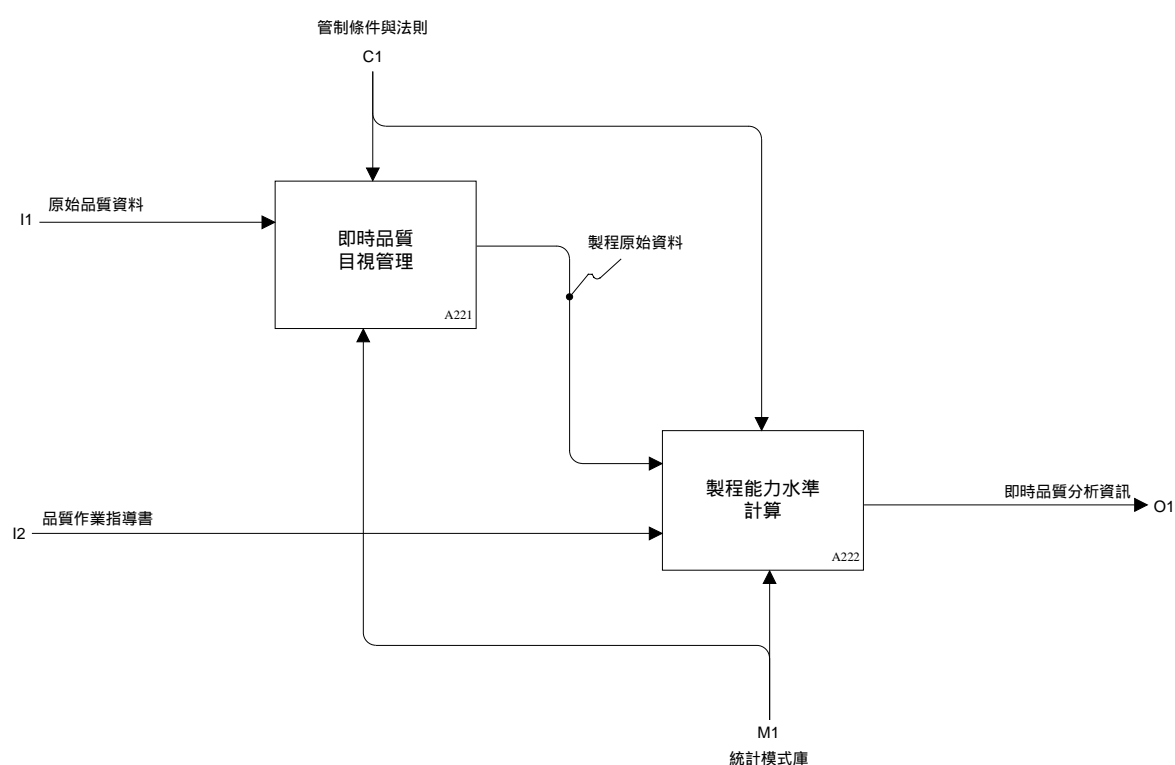 管制條件與法則
C1
原始品質資料
I1
即時品質
目視管理
A221
製程原始資料
製程能力水準
計算
A222
品質作業指導書
I2
即時品質分析資訊
O1
M1
統計模式庫